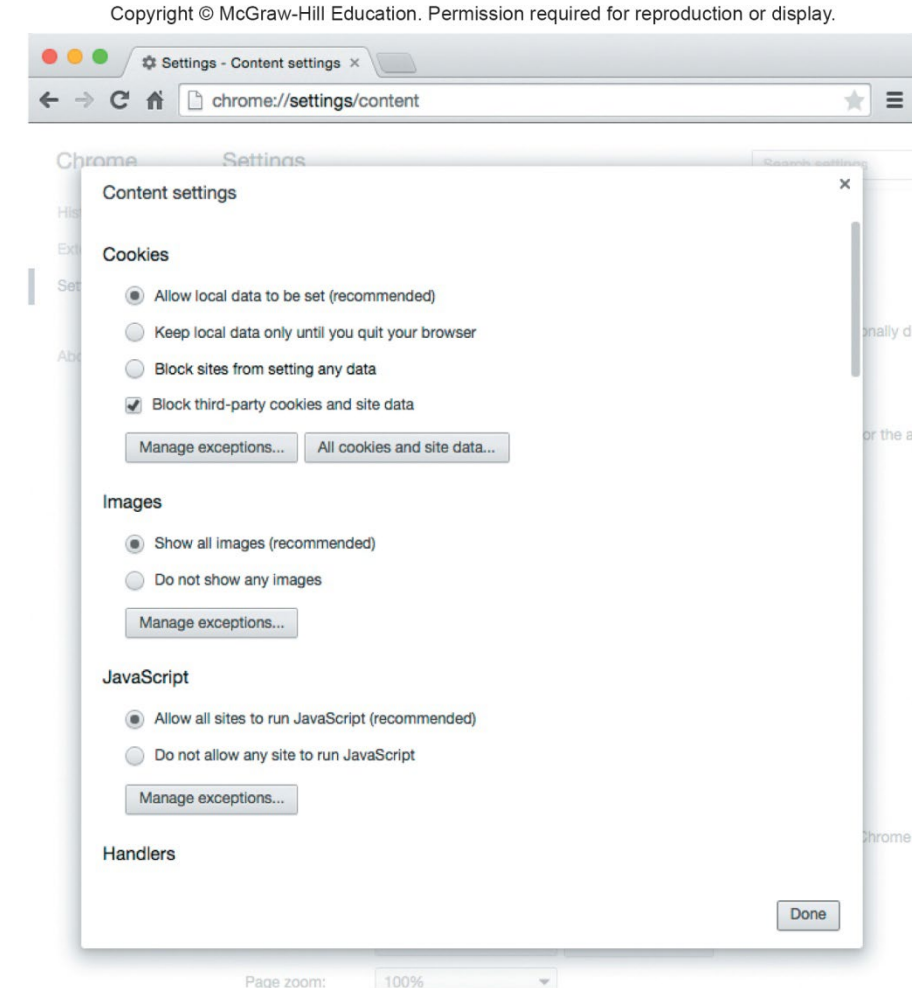 Copyright © McGraw-Hill Education. Permission required for reproduction or display.
Settings - Content settings ×
chrome://settings/content
Chrome Settings Search settings
Content settings ×
Cookies
Allow local data to be set (recommended)
Keep local data only until you quit your browser
Block sites from setting any data
Block third-party cookies and site data
Manage exceptions... All cookies and site data...
Images
Show all images (recommended)
Do not show any images
Manage exceptions...
JavaScript
Allow all sites to run JavaScript (recommended)
Do not allow any site to run JavaScript
Manage exceptions...
Chrome
Handlers
Done
Page zoom: 100%